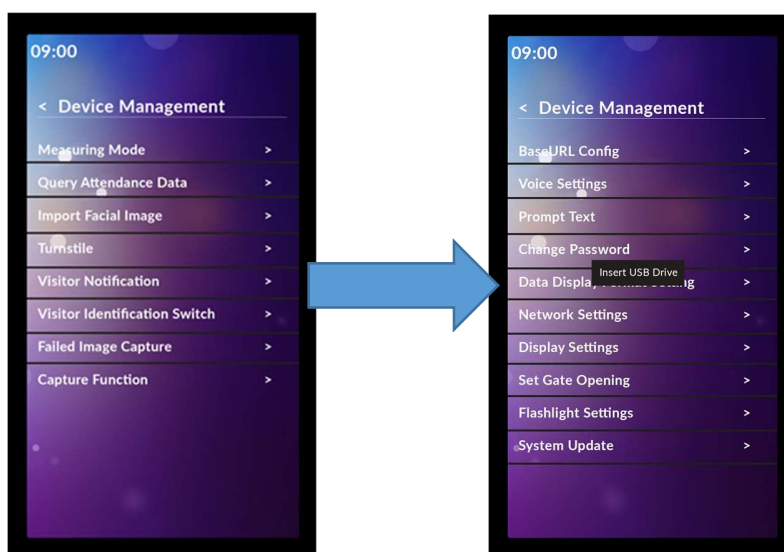 09:00
< Device Management
Measuring Mode >
Query Attendance Data >
Import Facial Image >
Turnstile >
Visitor Notification >
Visitor Identification Switch >
Failed Image Capture >
Capture Function >
09:00
< Device Management
BaseURL Config >
Voice Settings >
Prompt Text >
Change Password >
Insert USB Drive
Data Display Format Setting >
Network Settings >
Display Settings >
Set Gate Opening >
Flashlight Settings >
System Update >